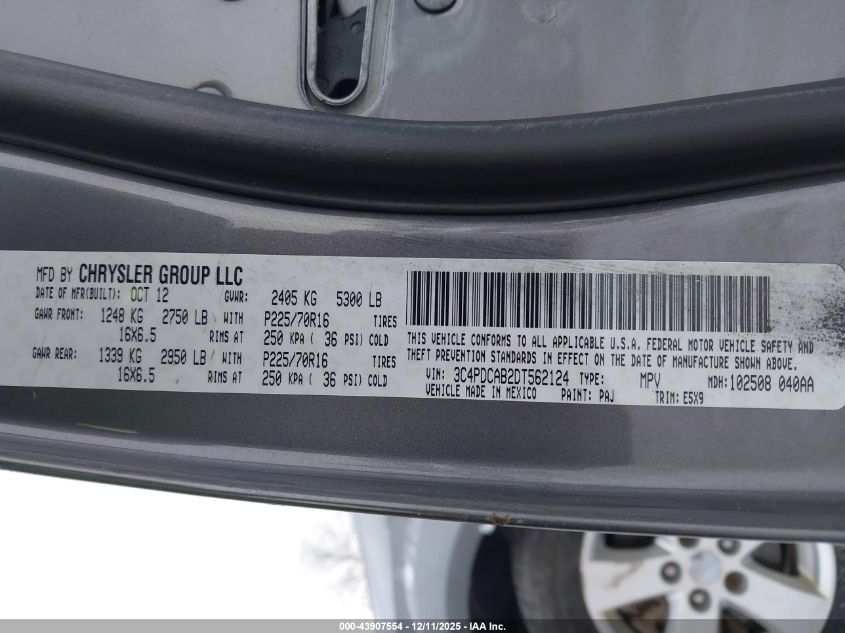 MFD BY CHRYSLER GROUP LLC
DATE OF MFR(BUILT): OCT 12 GVWR: 2405 KG 5300 LB
GAWR FRONT: 1248 KG 2750 LB WITH P225/70R16 TIRES
16X6.5 RIMS AT 250 KPA ( 36 PSI) COLD
GAWR REAR: 1339 KG 2950 LB WITH P225/70R16 TIRES
16X6.5 RIMS AT 250 KPA ( 36 PSI) COLD
THIS VEHICLE CONFORMS TO ALL APPLICABLE U.S.A. FEDERAL MOTOR VEHICLE SAFETY AND
THEFT PREVENTION STANDARDS IN EFFECT ON THE DATE OF MANUFACTURE SHOWN ABOVE.
VIN: 3C4PDCAB2DT562124 TYPE: MPV MDH:102508 040AA
VEHICLE MADE IN MEXICO PAINT: PAJ TRIM: E5X9
000-43907554 - 12/11/2025 - IAA Inc.